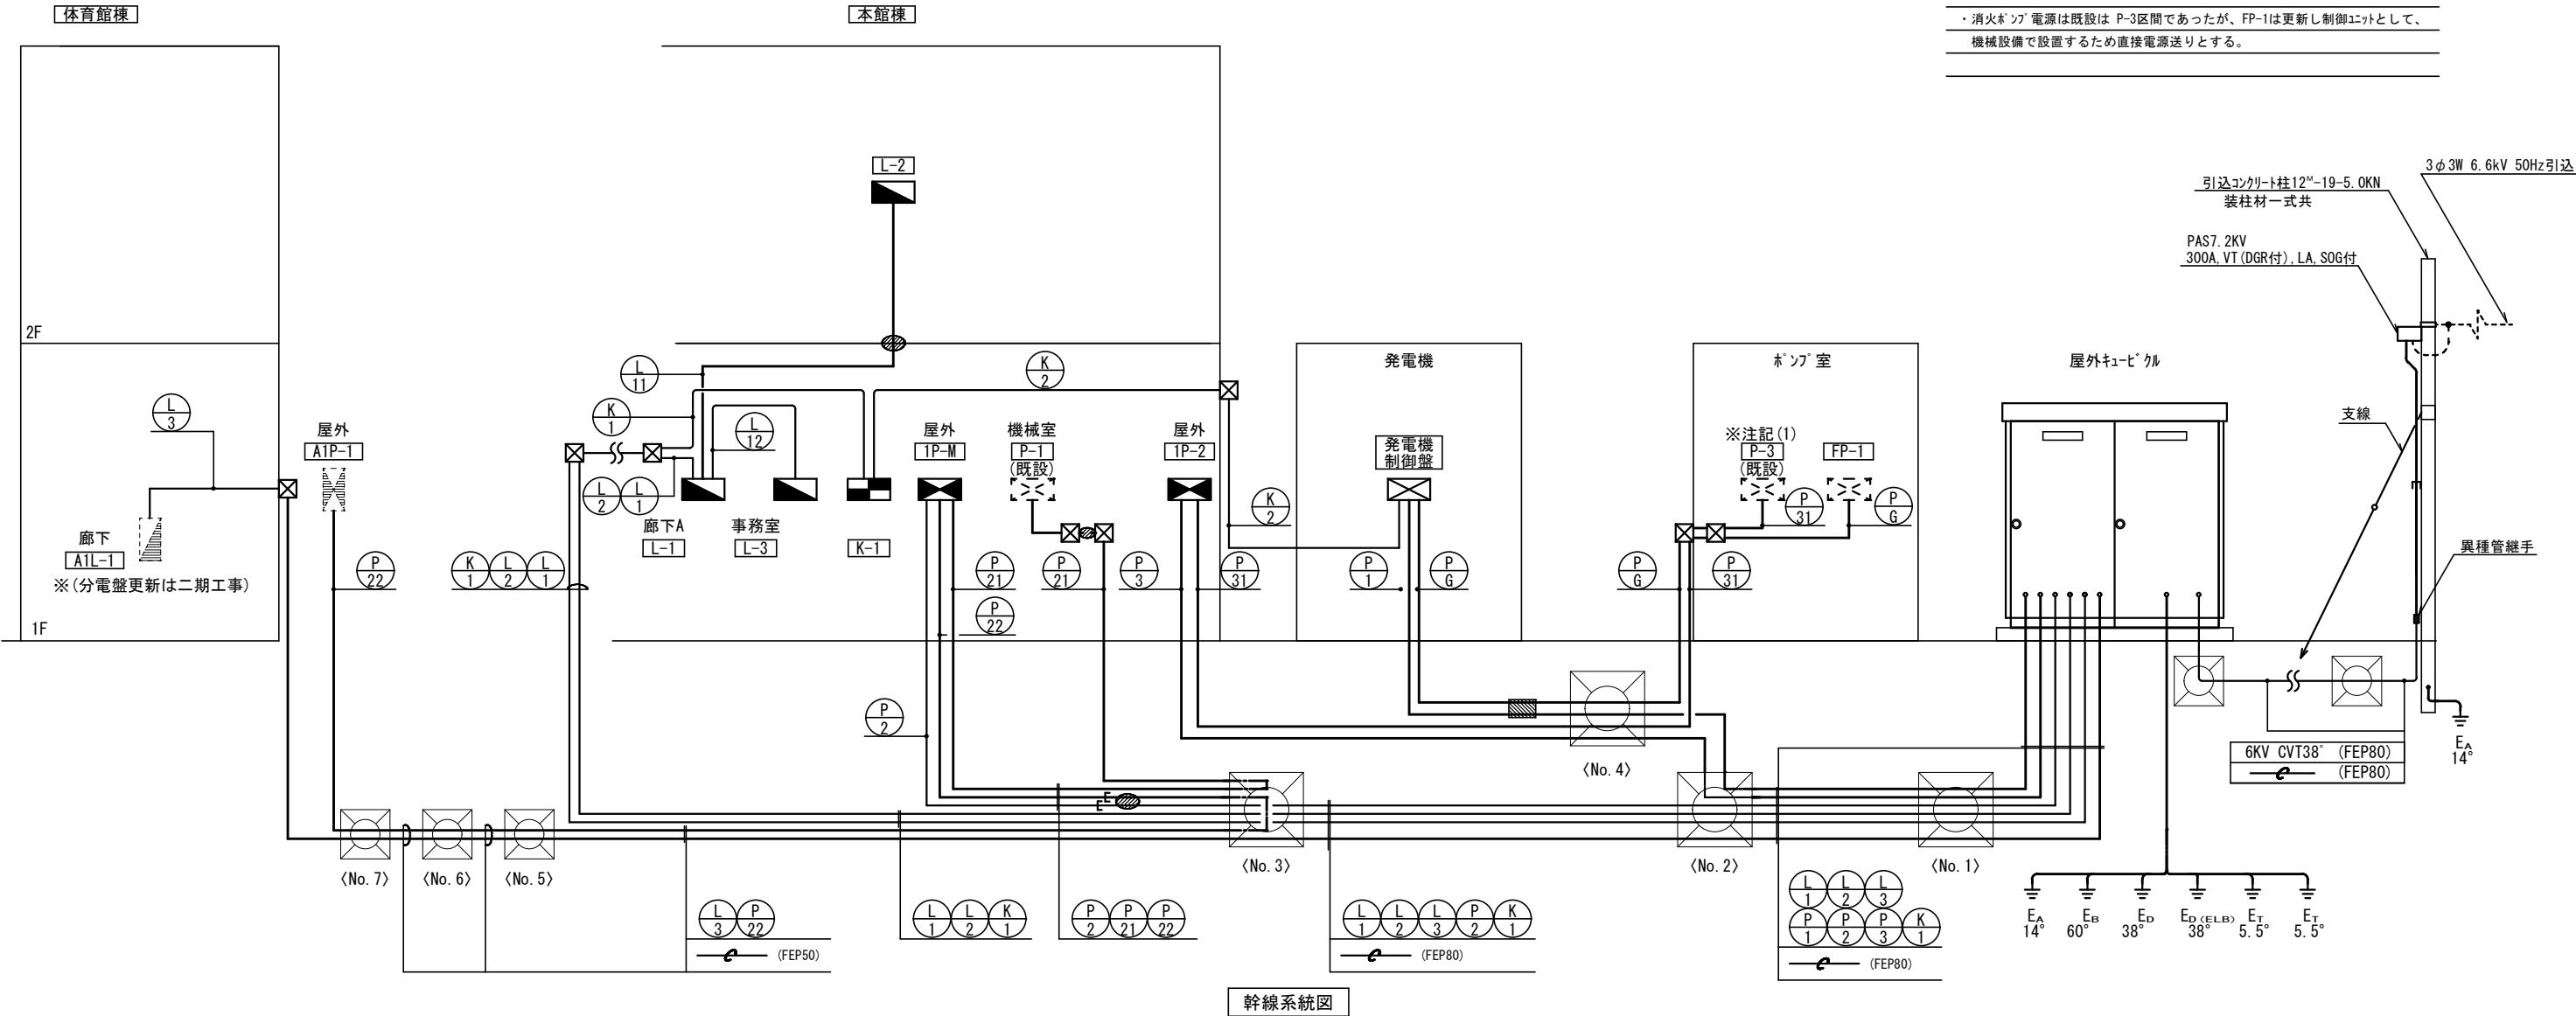 体育館棟
本館棟
・消火ﾎﾟﾝﾌﾟ電源は既設は P-3区間であったが、FP-1は更新し制御ﾕﾆｯﾄとして、
機械設備で設置するため直接電源送りとする。
L-2
3φ3W 6.6kV 50Hz引込
引込ｺﾝｸﾘｰﾄ柱12M-19-5.0KN
装柱材一式共
PAS7.2KV
300A,VT(DGR付),LA,SOG付
2F
L 11
K 2
発電機
ﾎﾟﾝﾌﾟ室
屋外ｷｭｰﾋﾞｸﾙ
L 3
K 1
L 12
支線
屋外
A1P-1
屋外
1P-M
機械室
P-1
(既設)
屋外
1P-2
発電機
制御盤
※注記(1)
P-3
(既設)
FP-1
L 2
L 1
K 2
P 31
P G
廊下A
L-1
事務室
L-3
K-1
廊下
A1L-1
※(分電盤更新は二期工事)
異種管継手
P 22
K 1
L 2
L 1
P 21
P 21
P 3
P 31
P 1
P G
P G
P 31
P 22
1F
P 2
6KV CVT38° (FEP80)
(FEP80)
EA
14°
〈No.4〉
〈No.7〉
〈No.6〉
〈No.5〉
〈No.3〉
〈No.2〉
〈No.1〉
L 3
P 22
(FEP50)
L 1
L 2
K 1
P 2
P 21
P 22
L 1
L 2
L 3
P 2
K 1
(FEP80)
L 1
L 2
L 3
P 1
P 2
P 3
K 1
(FEP80)
EA
14°
EB
60°
ED
38°
ED(ELB)
38°
ET
5.5°
ET
5.5°
幹線系統図